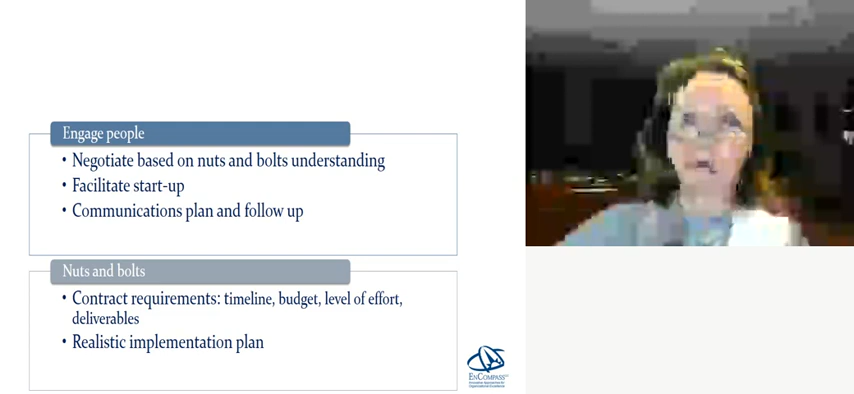 Engage people
• Negotiate based on nuts and bolts understanding
• Facilitate start-up
• Communications plan and follow up
Nuts and bolts
• Contract requirements: timeline, budget, level of effort,
deliverables
• Realistic implementation plan
ENCOMPASS